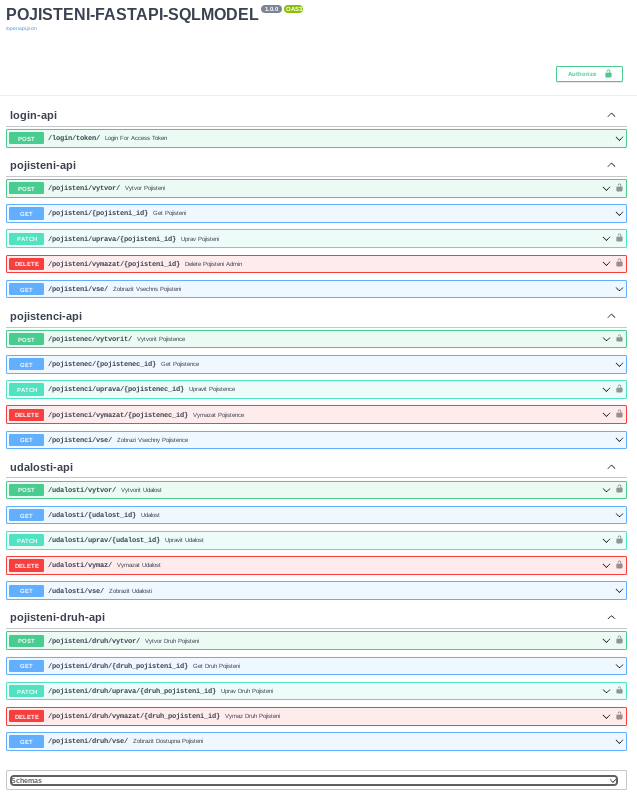 POJISTENI-FASTAPI-SQLMODEL 1.0.0 OAS3
/openapi.json
Authorize
login-api
POST /login/token/ Login For Access Token
pojisteni-api
POST /pojisteni/vytvor/ Vytvor Pojisteni
GET /pojisteni/{pojisteni_id} Get Pojisteni
PATCH /pojisteni/uprava/{pojisteni_id} Uprav Pojisteni
DELETE /pojisteni/vymazat/{pojisteni_id} Delete Pojisteni Admin
GET /pojisteni/vse/ Zobrazit Vsechns Pojisteni
pojistenci-api
POST /pojistenec/vytvorit/ Vytvorit Pojistence
GET /pojistenec/{pojistenec_id} Get Pojistence
PATCH /pojistenci/uprava/{pojistenec_id} Upravit Pojistence
DELETE /pojistenci/vymazat/{pojistenec_id} Vymazat Pojistence
GET /pojistenci/vse/ Zobrazi Vsechny Pojistence
udalosti-api
POST /udalosti/vytvor/ Vytvorit Udalost
GET /udalosti/{udalost_id} Udalost
PATCH /udalosti/uprav/{udalost_id} Upravit Udalost
DELETE /udalosti/vymaz/ Vymazat Udalost
GET /udalosti/vse/ Zobrazit Udalosti
pojisteni-druh-api
POST /pojisteni/druh/vytvor/ Vytvor Druh Pojisteni
GET /pojisteni/druh/{druh_pojisteni_id} Get Druh Pojisteni
PATCH /pojisteni/druh/uprava/{druh_pojisteni_id} Uprav Druh Pojisteni
DELETE /pojisteni/druh/vymazat/{druh_pojisteni_id} Vymaz Druh Pojisteni
GET /pojisteni/druh/vse/ Zobrazit Dostupna Pojisteni
Schemas